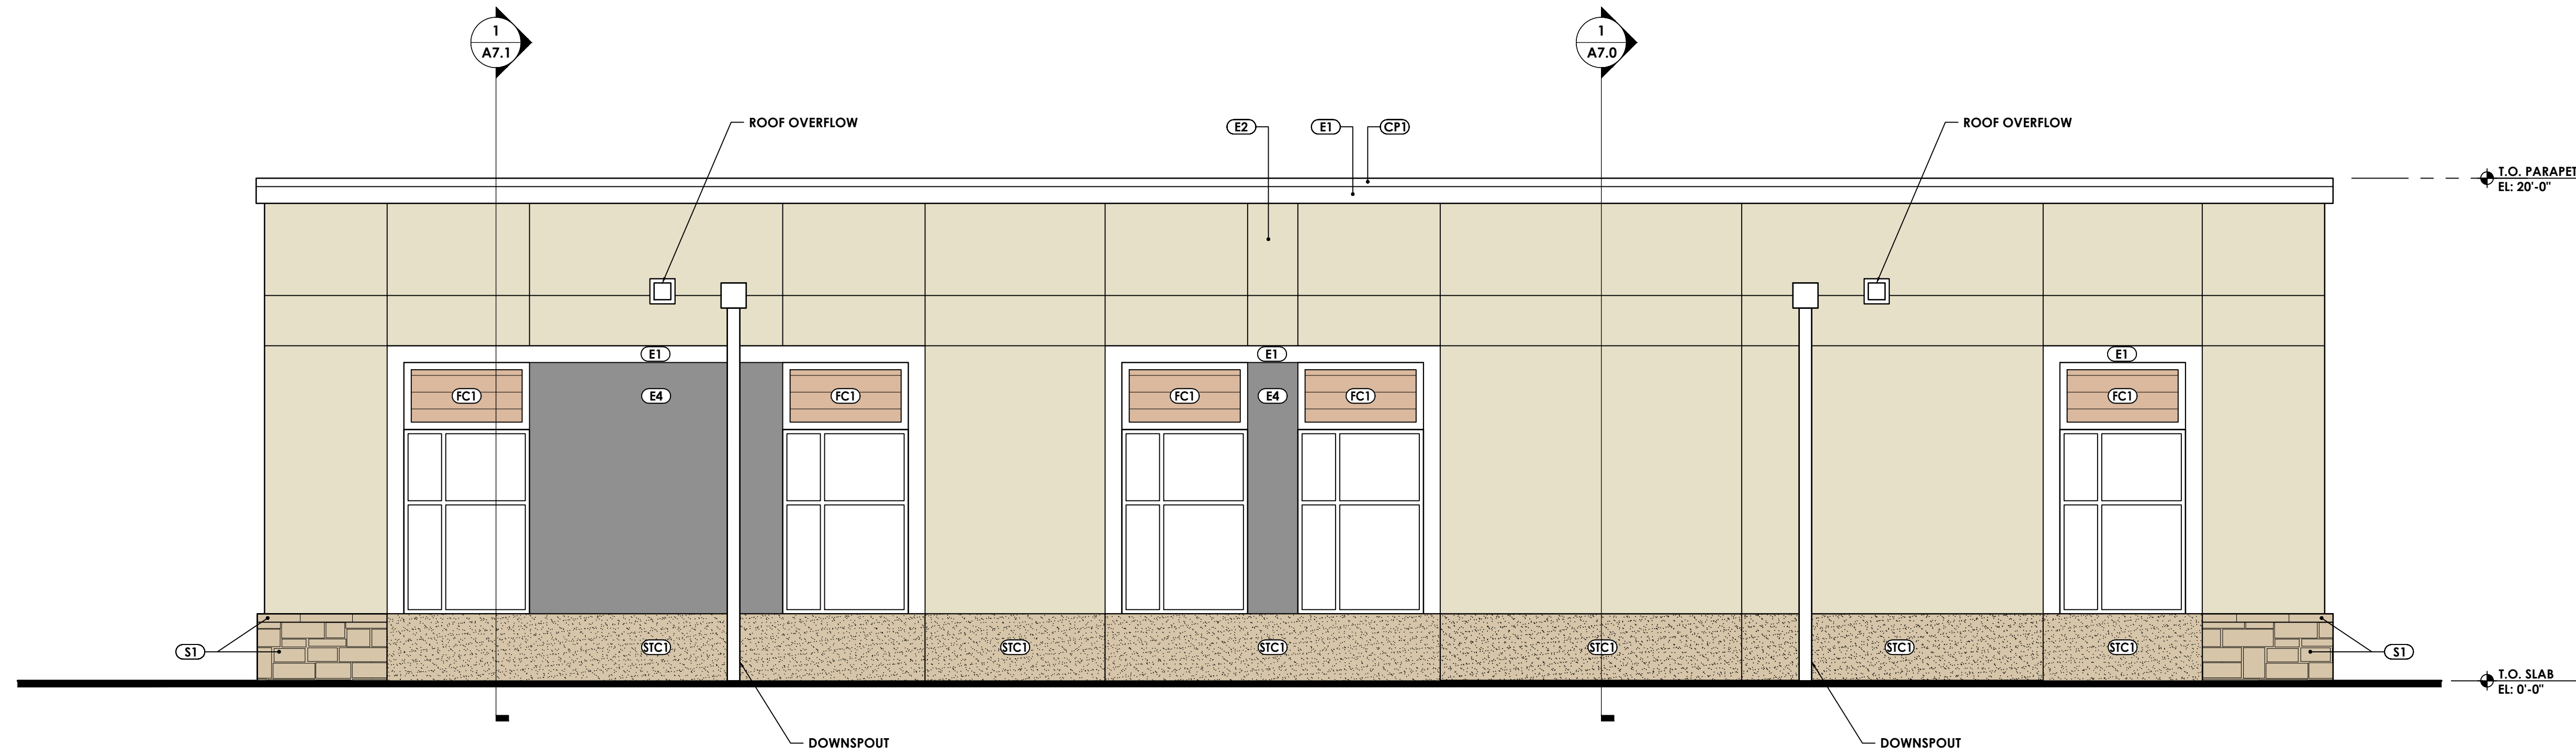 1
A7.1
1
A7.0
ROOF OVERFLOW
E2
E1
CP1
ROOF OVERFLOW
T.O. PARAPET
EL: 20'-0"
E1
E1
E1
FC1
E4
FC1
FC1
E4
FC1
FC1
S1
STC1
STC1
STC1
STC1
STC1
STC1
S1
T.O. SLAB
EL: 0'-0"
DOWNSPOUT
DOWNSPOUT